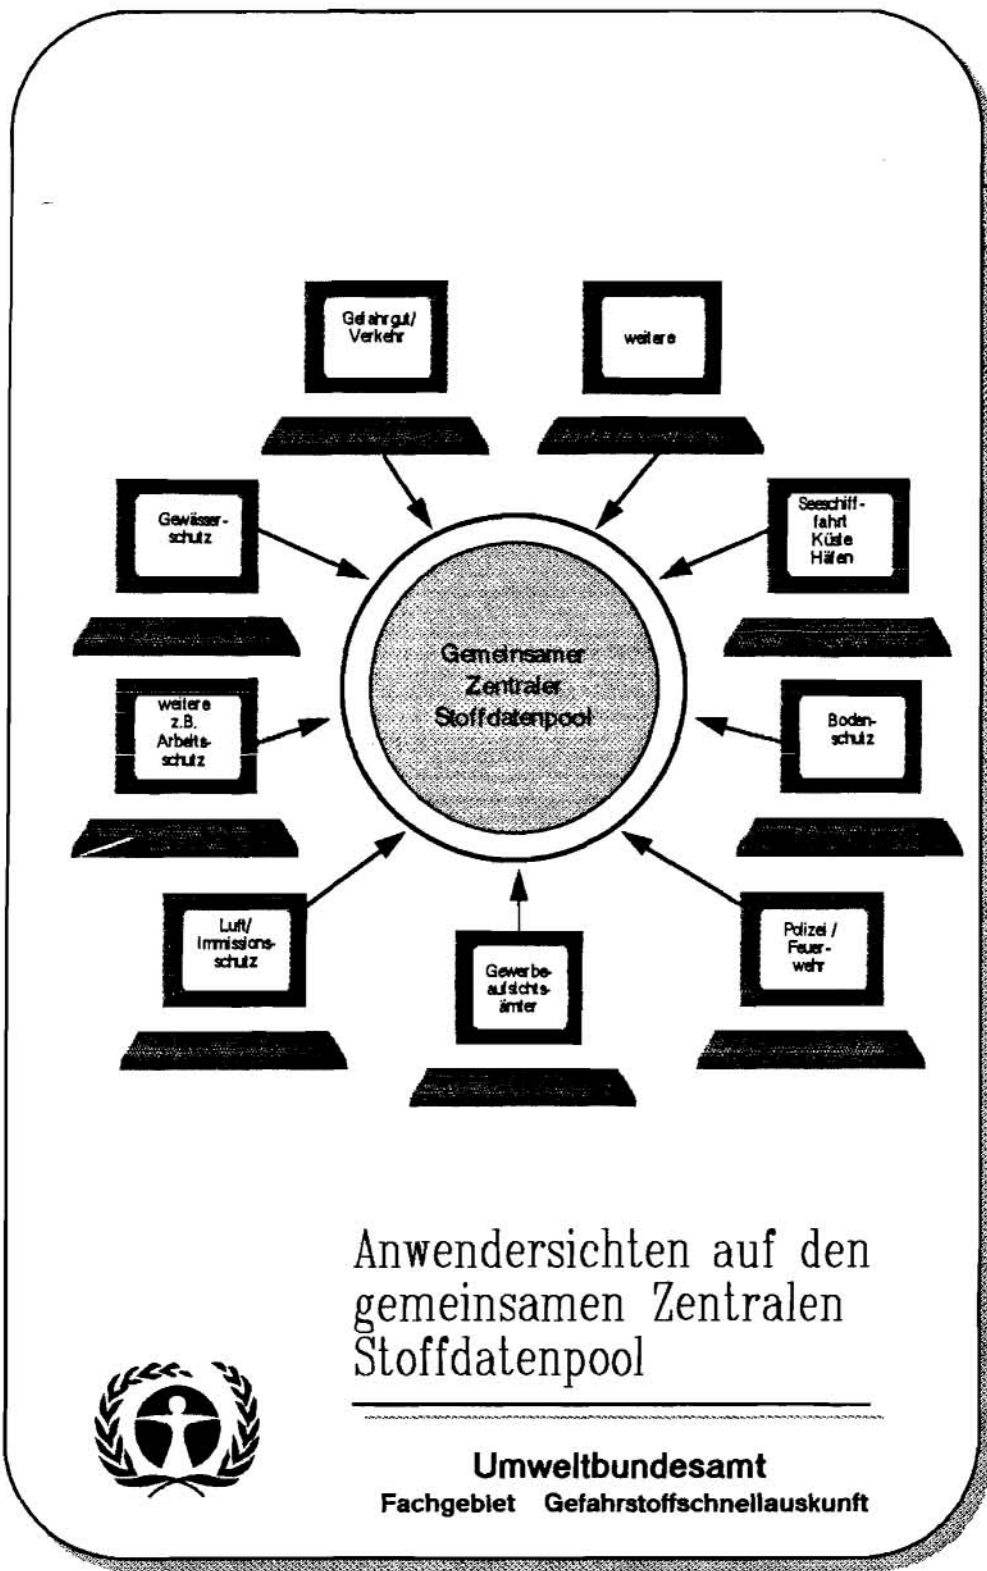 Gefahrgut/
Verkehr
weitere
Gewässer-
schutz
Seeschiff-
fahrt
Küste
Häfen
Gemeinsamer
Zentraler
Stoffdatenpool
weitere
z.B.
Arbeits-
schutz
Boden-
schutz
Luft/
Immissions-
schutz
Gewerbe-
aufsichts-
ämter
Polizei /
Feuer-
wehr
Anwendersichten auf den
gemeinsamen Zentralen
Stoffdatenpool
Umweltbundesamt
Fachgebiet Gefahrstoffschnellauskunft